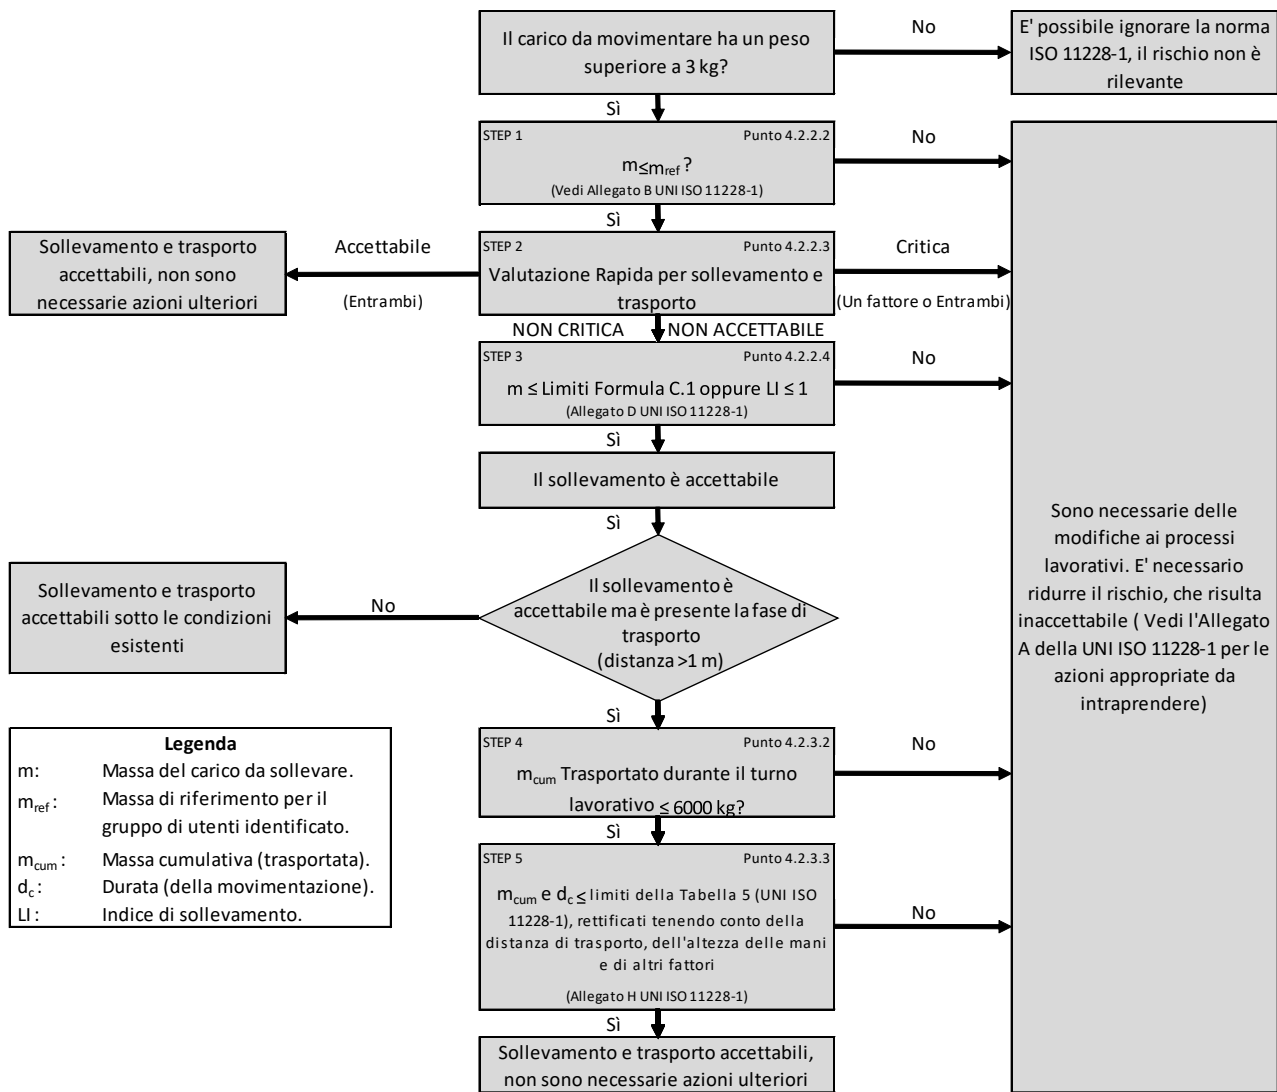 Il carico da movimentare ha un peso
superiore a 3 kg?
No
E' possibile ignorare la norma
ISO 11228-1, il rischio non è
rilevante
Sì
STEP 1 Punto 4.2.2.2
m≤mref ?
(Vedi Allegato B UNI ISO 11228-1)
No
Sì
Sollevamento e trasporto
accettabili, non sono
necessarie azioni ulteriori
Accettabile
(Entrambi)
STEP 2 Punto 4.2.2.3
Valutazione Rapida per sollevamento e
trasporto
Critica
(Un fattore o Entrambi)
NON CRITICA NON ACCETTABILE
STEP 3 Punto 4.2.2.4
m ≤ Limiti Formula C.1 oppure LI ≤ 1
(Allegato D UNI ISO 11228-1)
No
Sì
Il sollevamento è accettabile
Sì
Il sollevamento è
accettabile ma è presente la fase di
trasporto
(distanza >1 m)
No
Sollevamento e trasporto
accettabili sotto le condizioni
esistenti
Sono necessarie delle
modifiche ai processi
lavorativi. E' necessario
ridurre il rischio, che risulta
inaccettabile ( Vedi l'Allegato
A della UNI ISO 11228-1 per le
azioni appropriate da
intraprendere)
Sì
STEP 4 Punto 4.2.3.2
mcum Trasportato durante il turno
lavorativo ≤ 6000 kg?
No
Sì
STEP 5 Punto 4.2.3.3
mcum e dc ≤ limiti della Tabella 5 (UNI ISO
11228-1), rettificati tenendo conto della
distanza di trasporto, dell'altezza delle mani
e di altri fattori
(Allegato H UNI ISO 11228-1)
No
Sì
Sollevamento e trasporto accettabili,
non sono necessarie azioni ulteriori
Legenda
m: Massa del carico da sollevare.
mref : Massa di riferimento per il
gruppo di utenti identificato.
mcum : Massa cumulativa (trasportata).
dc : Durata (della movimentazione).
LI : Indice di sollevamento.